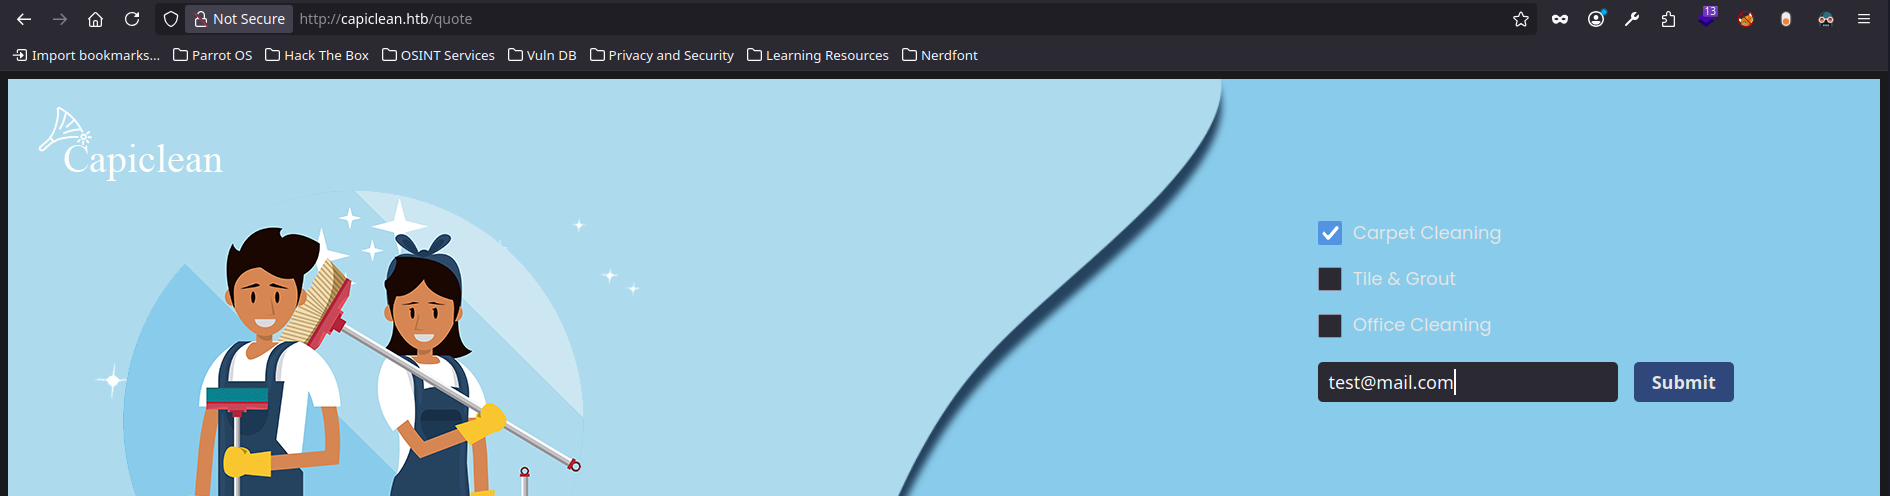 Not Secure http://capiclean.htb/quote 13
Import bookmarks... Parrot OS Hack The Box OSINT Services Vuln DB Privacy and Security Learning Resources Nerdfont
Capiclean
Carpet Cleaning
Tile & Grout
Office Cleaning
test@mail.com Submit